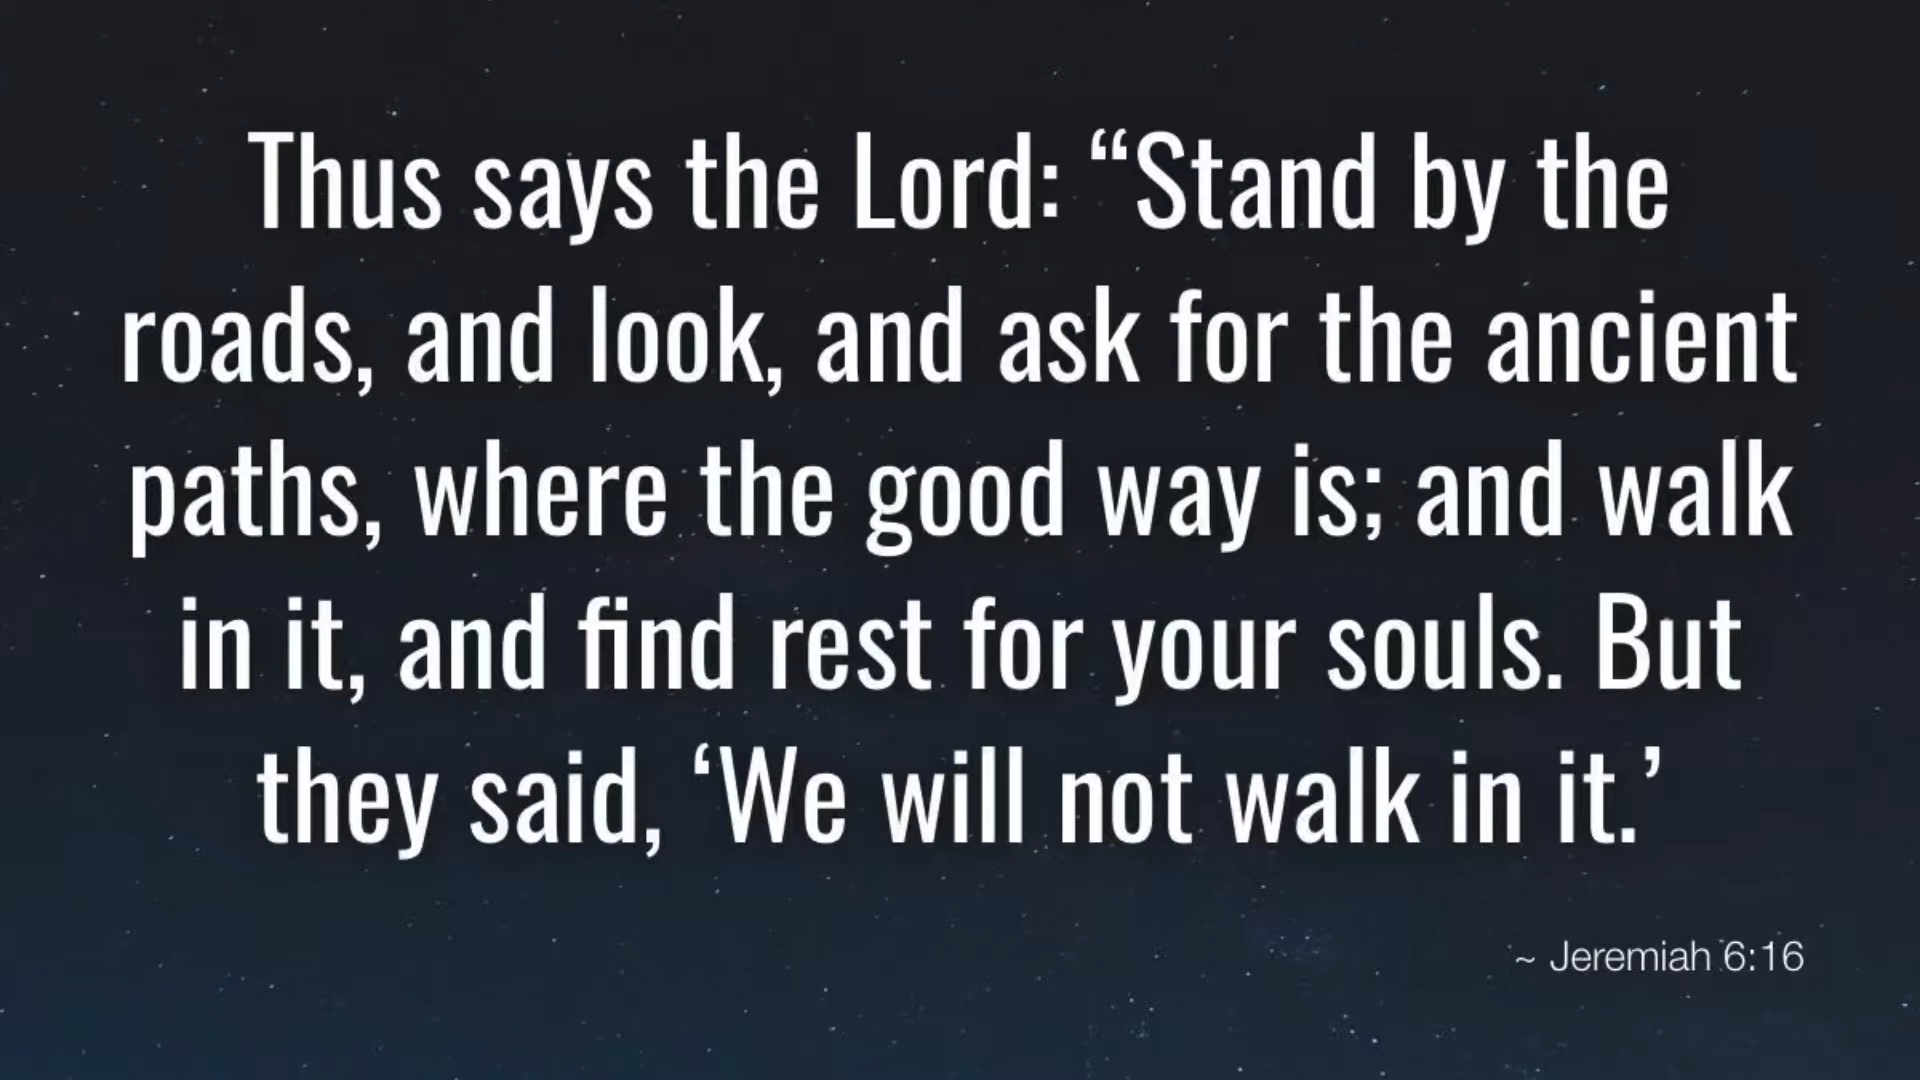 Thus says the Lord: “Stand by the
roads, and look, and ask for the ancient
paths, where the good way is; and walk
in it, and find rest for your souls. But
they said, ‘We will not walk in it.’
~ Jeremiah 6:16